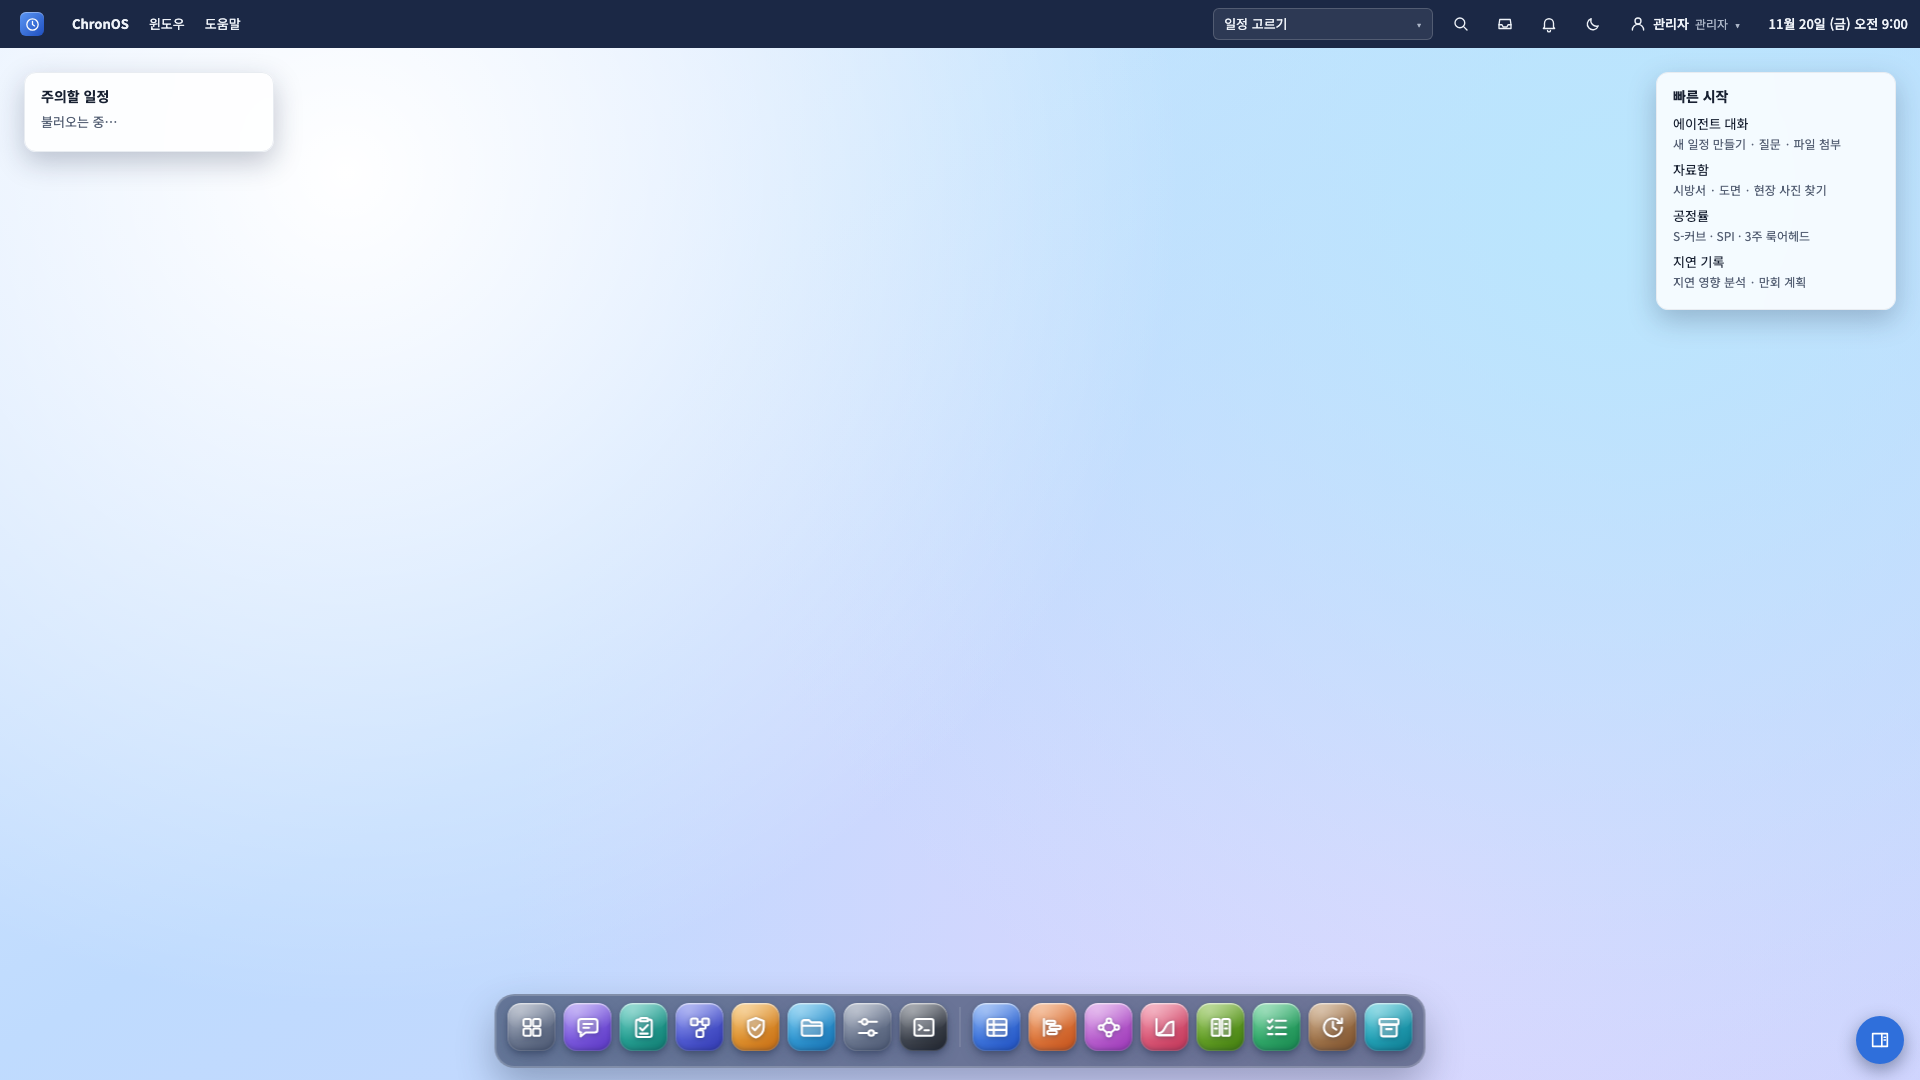 ChronOS 윈도우 도움말 일정 고르기 관리자 관리자 11월 20일 (금) 오전 9:00
주의할 일정
불러오는 중…
빠른 시작
에이전트 대화
새 일정 만들기 · 질문 · 파일 첨부
자료함
시방서 · 도면 · 현장 사진 찾기
공정률
S-커브 · SPI · 3주 룩어헤드
지연 기록
지연 영향 분석 · 만회 계획